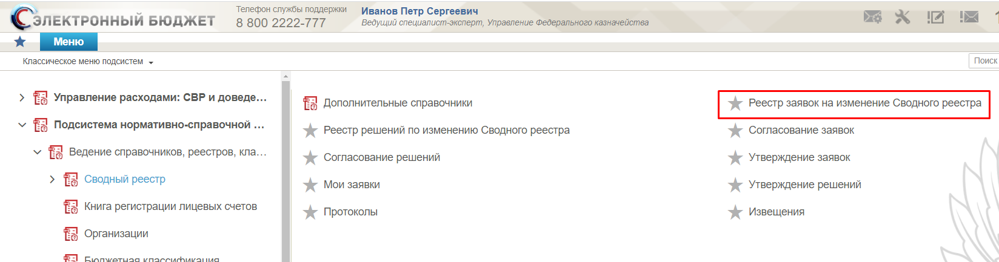 ЭЛЕКТРОННЫЙ БЮДЖЕТ
Телефон службы поддержки
8 800 2222-777
Иванов Петр Сергеевич
Ведущий специалист-эксперт, Управление Федерального казначейства
Меню
Классическое меню подсистем
Поиск
Управление расходами: СВР и доведе...
Подсистема нормативно-справочной ...
Ведение справочников, реестров, кла...
Сводный реестр
Книга регистрации лицевых счетов
Организации
Бюджетная классификация
Дополнительные справочники
Реестр решений по изменению Сводного реестра
Согласование решений
Мои заявки
Протоколы
Реестр заявок на изменение Сводного реестра
Согласование заявок
Утверждение заявок
Утверждение решений
Извещения